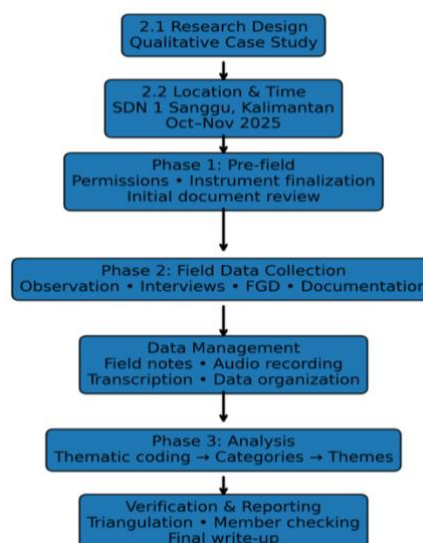 2.1 Research Design
Qualitative Case Study
2.2 Location & Time
SDN 1 Sanggu, Kalimantan
Oct–Nov 2025
Phase 1: Pre-field
Permissions • Instrument finalization
Initial document review
Phase 2: Field Data Collection
Observation • Interviews • FGD • Documentation
Data Management
Field notes • Audio recording
Transcription • Data organization
Phase 3: Analysis
Thematic coding → Categories → Themes
Verification & Reporting
Triangulation • Member checking
Final write-up